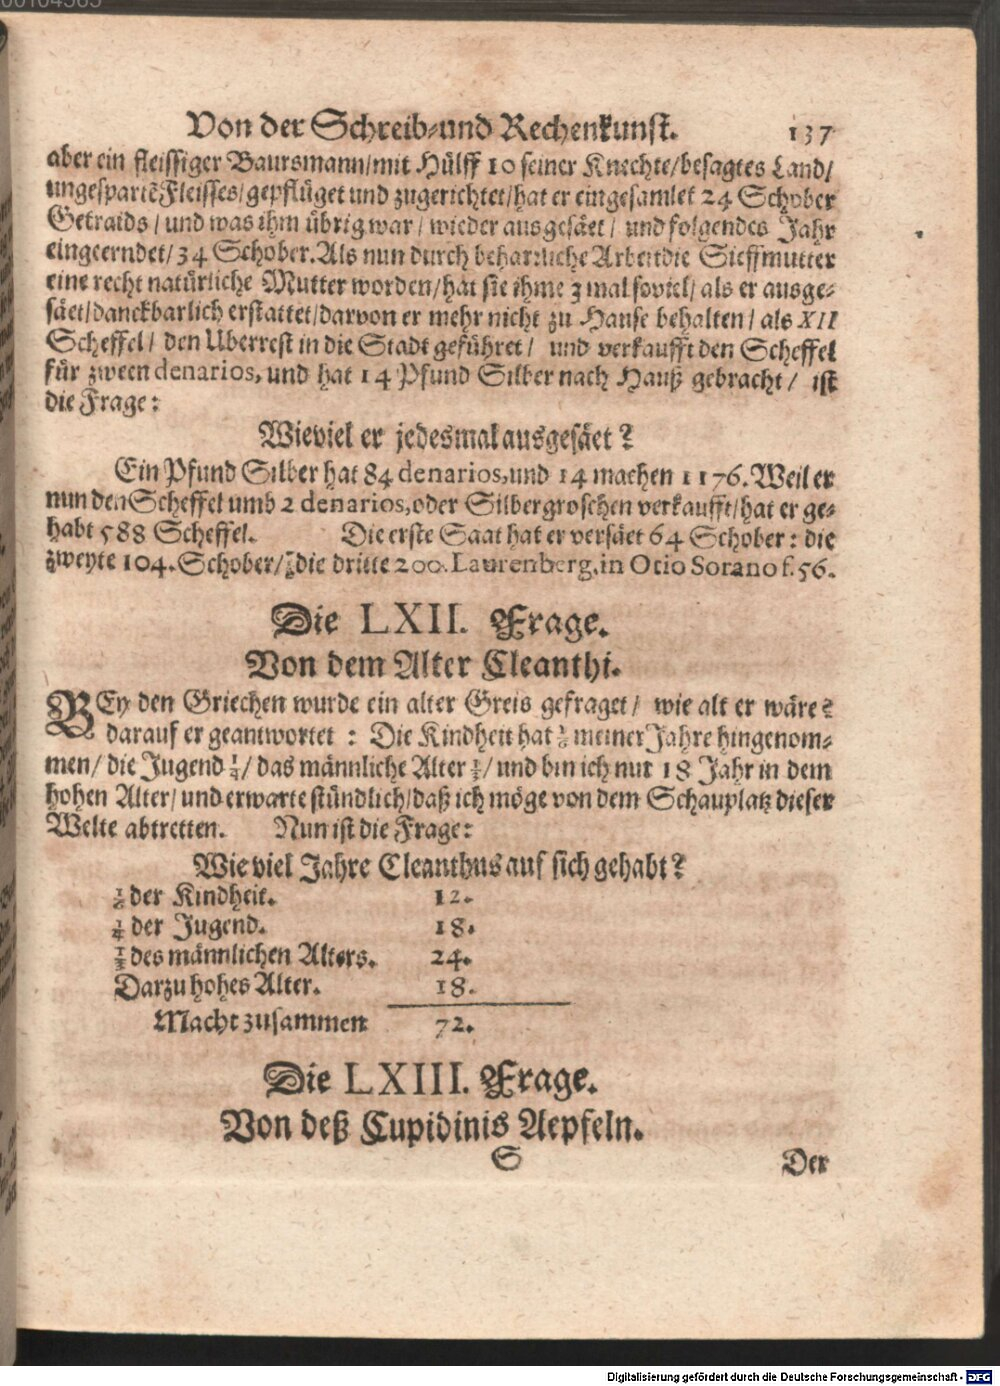 Von der Schreib-und Rechenkunst. 137
aber ein fleissiger Baursmann/mit Hülff 10 seiner Knechte/besagtes Land/
ungespartē Fleisses/gepflüget und zugerichtet/hat er eingesamlet 24 Schober
Getraids/ und was ihm übrig war/ wieder ausgesäet/ und folgendes Jahr
eingeerndet/34 Schober. Als nun durch beharrliche Arbeit die Sieffmutter
eine recht natürliche Mutter worden/hat sie ihme 3 mal soviel/ als er ausge-
säet/danckbarlich erstattet/darvon er mehr nicht zu Hause behalten/ als XII
Scheffel/ den Uberrest in die Stadt geführet/ und verkaufft den Scheffel
für zween denarios, und hat 14 Pfund Silber nach Hauß gebracht/ ist
die Frage:
Wieviel er jedesmal ausgesäet?
Ein Pfund Silber hat 84 denarios, und 14 machen 1176. Weil er
nun den Scheffel umb 2 denarios, oder Silbergroschen verkaufft/hat er ge-
habt 588 Scheffel. Die erste Saat hat er versäet 64 Schober: die
zweyte 104. Schober/ die dritte 200. Laurenberg. in Otio Sorano f. 56.
Die LXII. Frage.
Von dem Alter Cleanthi.
BEy den Griechen wurde ein alter Greis gefraget/ wie alt er wäre?
darauf er geantwortet: Die Kindheit hat 1/6 meiner Jahre hingenom-
men/ die Jugend 1/4/ das männliche Alter 1/3/ und bin ich nur 18 Jahr in dem
hohen Alter/ und erwarte stündlich/daß ich möge von dem Schauplatz dieser
Welte abtretten. Nun ist die Frage:
Wie viel Jahre Cleanthus auf sich gehabt?
1/6 der Kindheit. 12.
1/4 der Jugend. 18.
1/3 des männlichen Alters. 24.
Darzu hohes Alter. 18.
Macht zusammen 72.
Die LXIII. Frage.
Von deß Cupidinis Aepfeln.
S Der
Digitalisierung gefördert durch die Deutsche Forschungsgemeinschaft - DFG